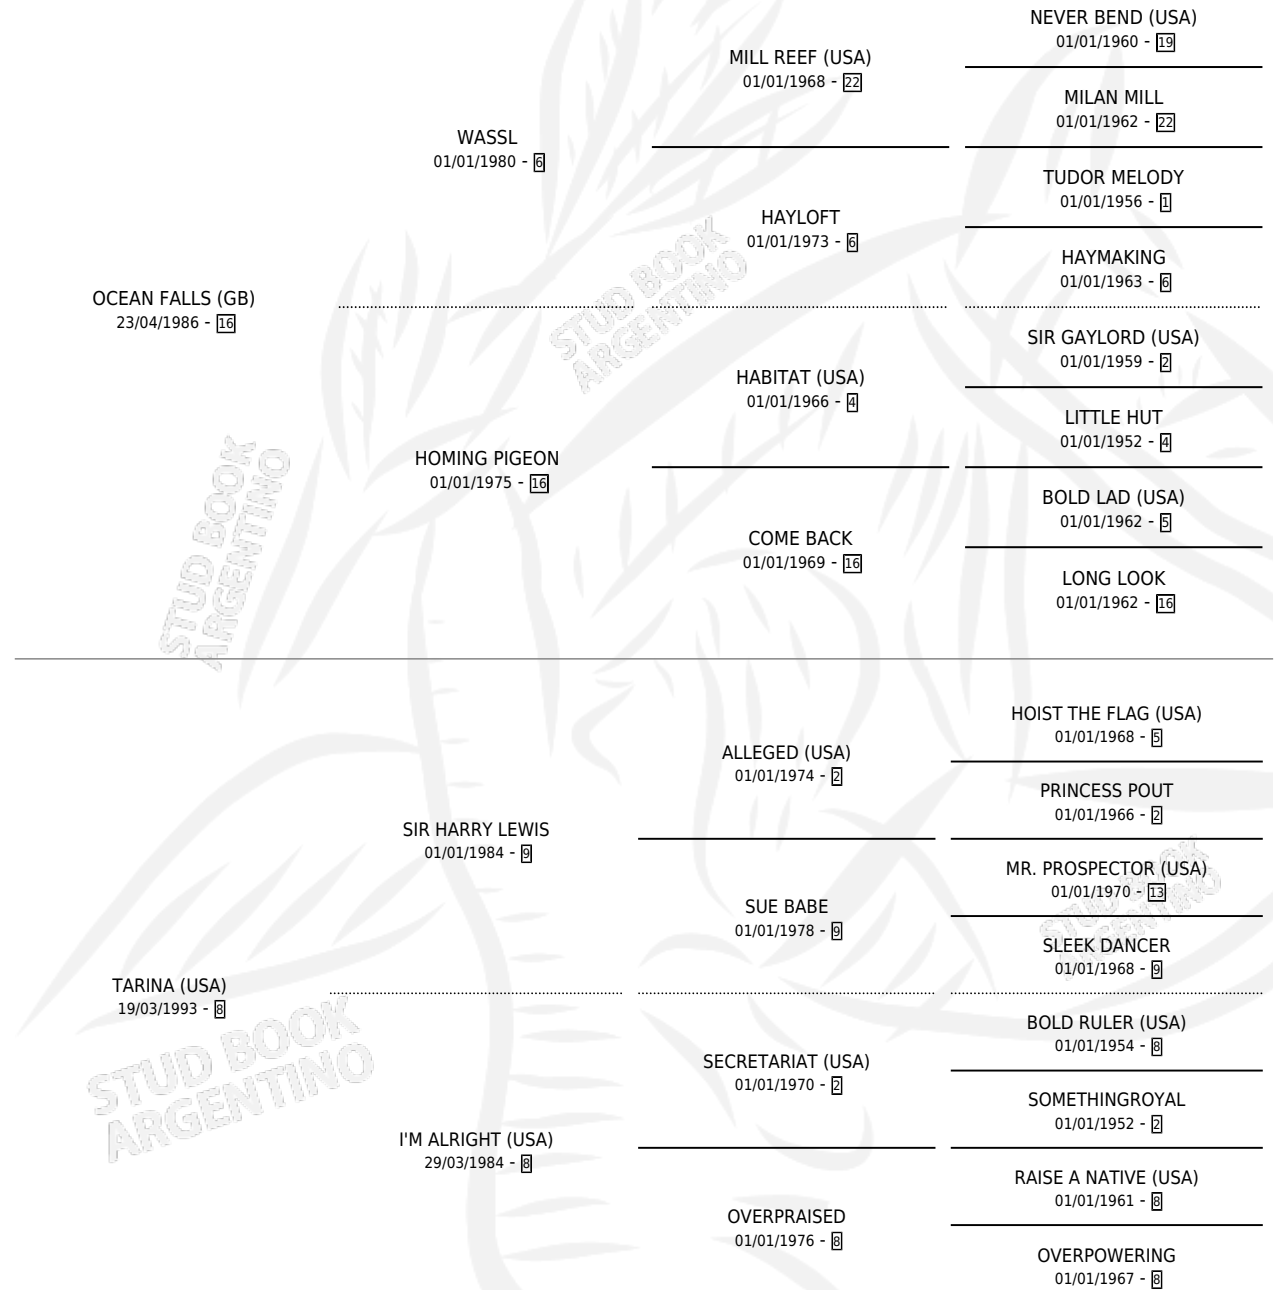 NEVER BEND (USA)
01/01/1960 - 19
MILL REEF (USA)
01/01/1968 - 22
MILAN MILL
01/01/1962 - 22
WASSL
01/01/1980 - 6
TUDOR MELODY
01/01/1956 - 1
HAYLOFT
01/01/1973 - 6
HAYMAKING
01/01/1963 - 6
OCEAN FALLS (GB)
23/04/1986 - 16
STUD BOOK
ARGENTINO
SIR GAYLORD (USA)
01/01/1959 - 2
HABITAT (USA)
01/01/1966 - 4
LITTLE HUT
01/01/1952 - 4
HOMING PIGEON
01/01/1975 - 16
BOLD LAD (USA)
01/01/1962 - 5
COME BACK
01/01/1969 - 16
LONG LOOK
01/01/1962 - 16
STUD BOOK
ARGENTINO
HOIST THE FLAG (USA)
01/01/1968 - 5
ALLEGED (USA)
01/01/1974 - 2
PRINCESS POUT
01/01/1966 - 2
SIR HARRY LEWIS
01/01/1984 - 9
MR. PROSPECTOR (USA)
01/01/1970 - 13
SUE BABE
01/01/1978 - 9
STUD BOOK
ARGENTINO
SLEEK DANCER
01/01/1968 - 9
TARINA (USA)
19/03/1993 - 8
STUD BOOK
ARGENTINO
BOLD RULER (USA)
01/01/1954 - 8
SECRETARIAT (USA)
01/01/1970 - 2
SOMETHINGROYAL
01/01/1952 - 2
I'M ALRIGHT (USA)
29/03/1984 - 8
RAISE A NATIVE (USA)
01/01/1961 - 8
OVERPRAISED
01/01/1976 - 8
OVERPOWERING
01/01/1967 - 8